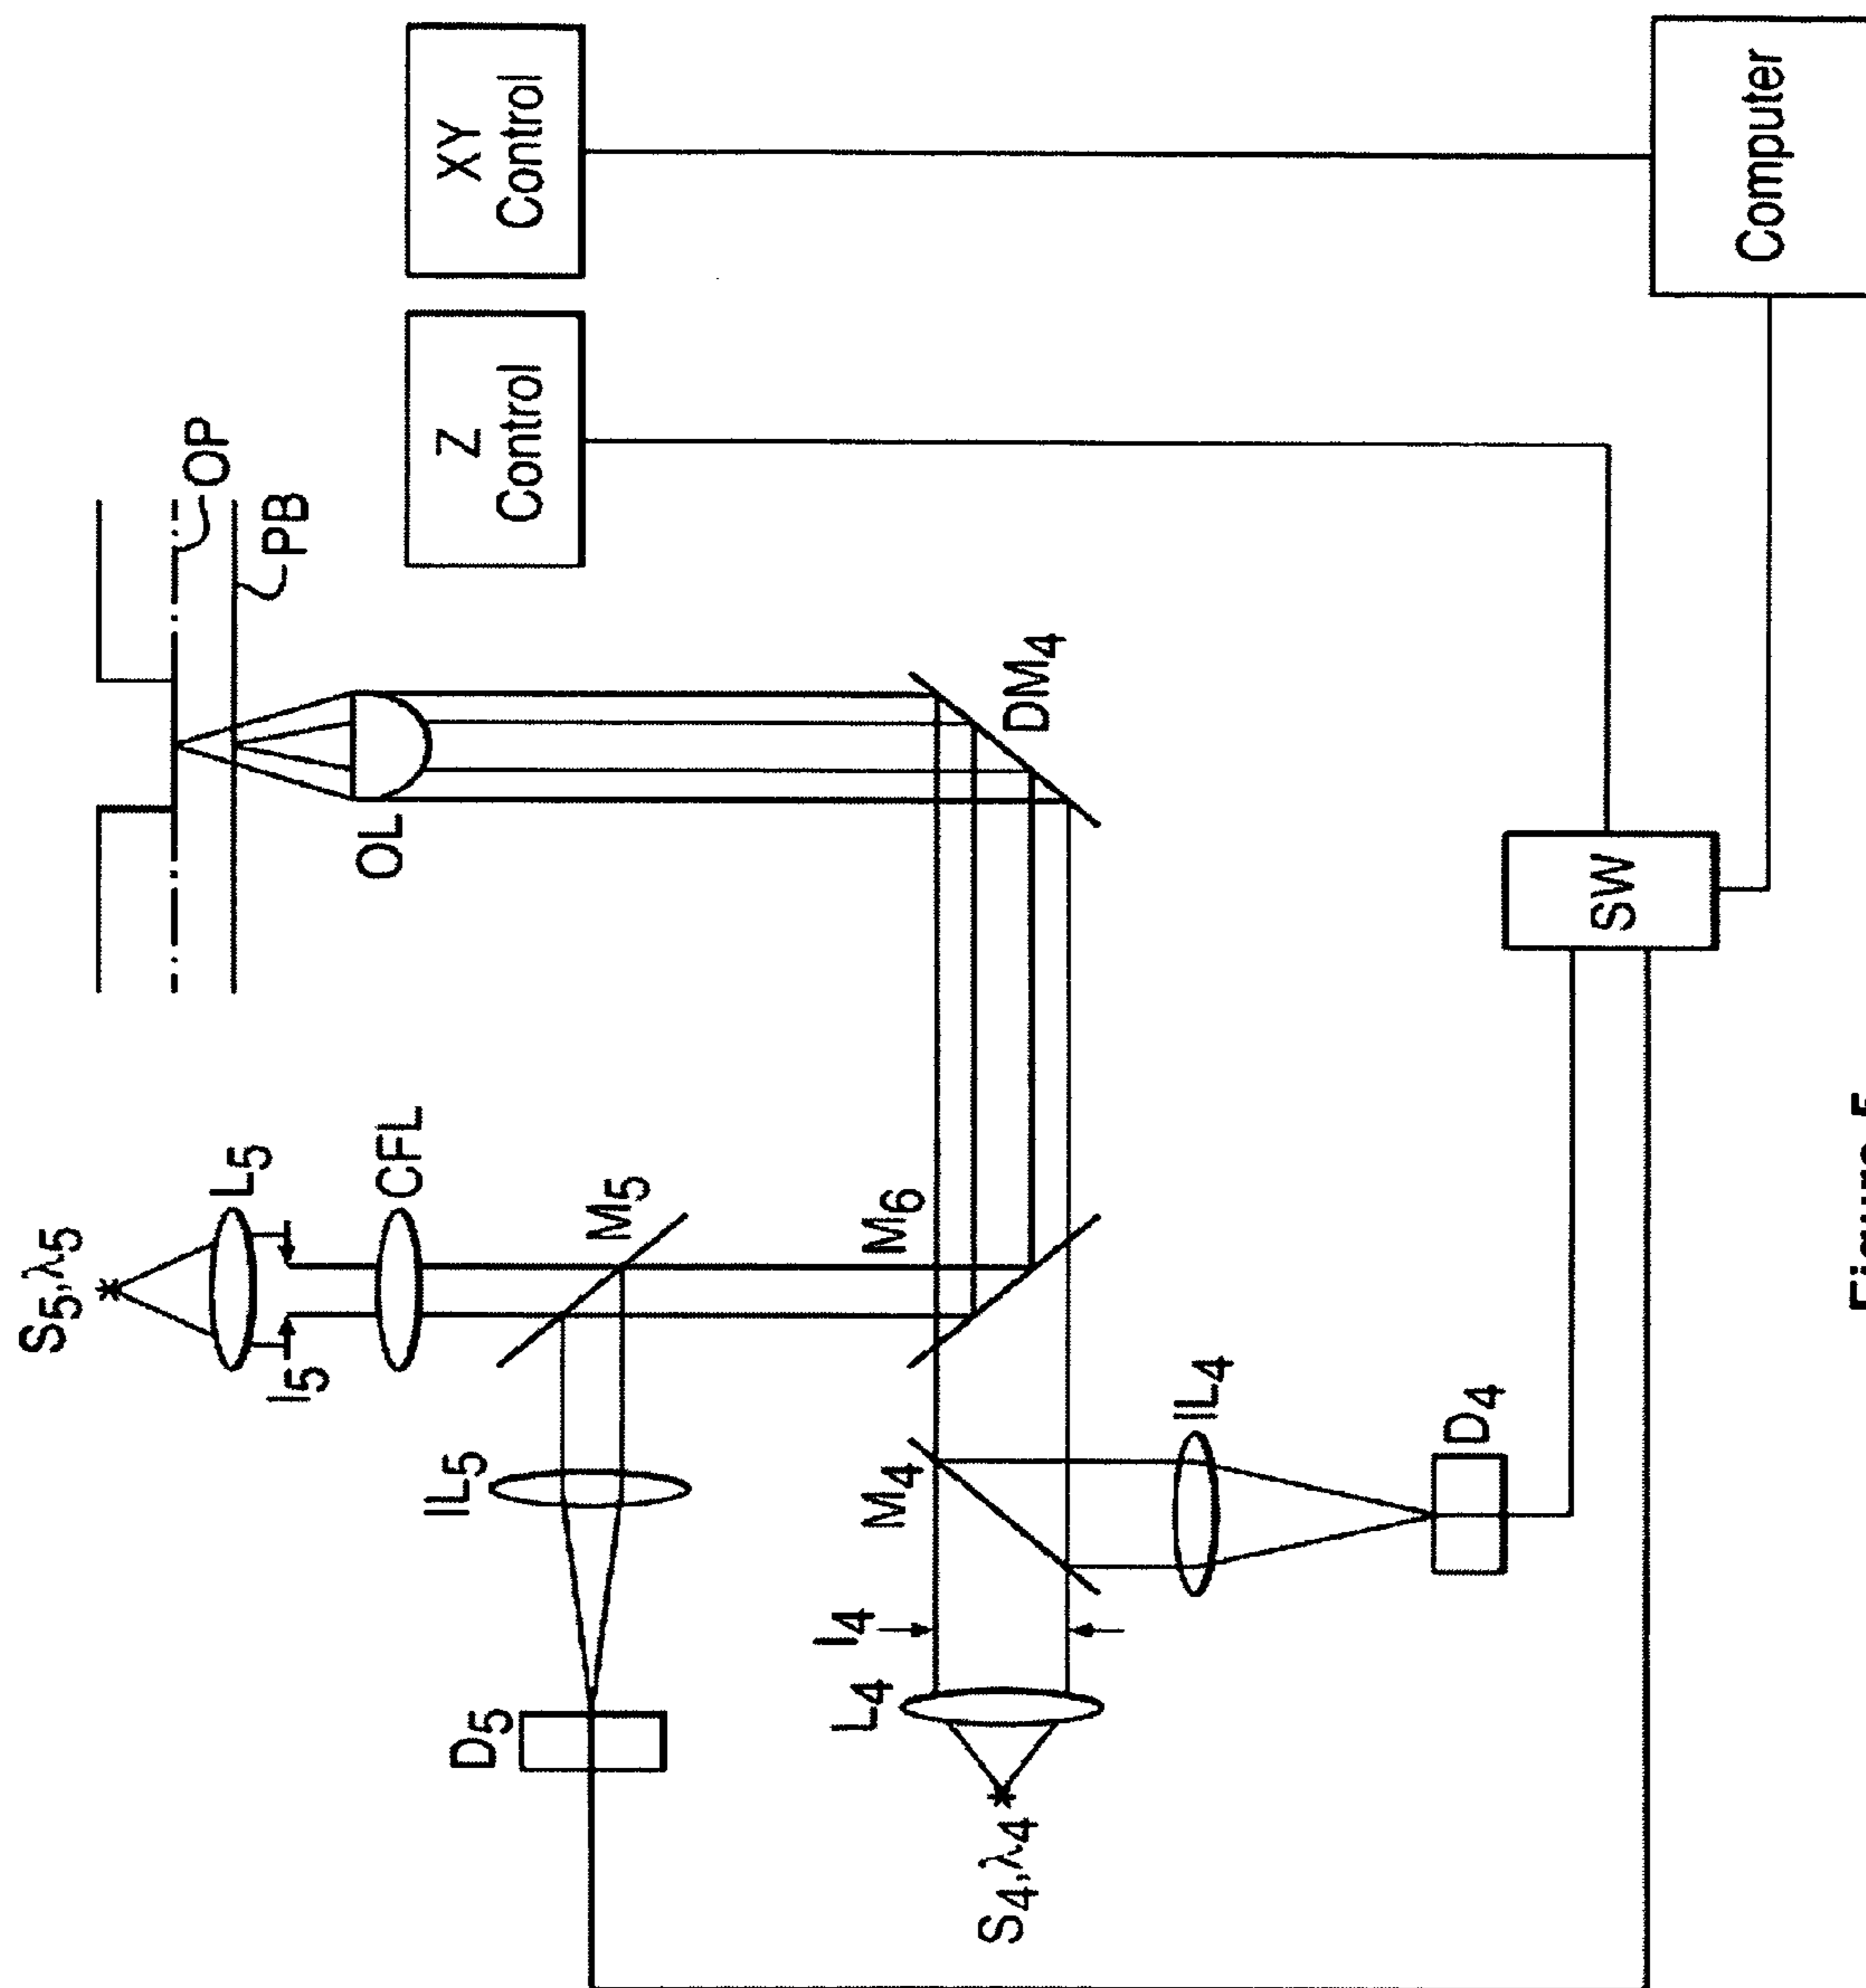 S5,λ5
L5
I5
CFL
M5
IL5
D5
M6
M4
I4
L4
S4,λ4
IL4
D4
OP
PB
OL
DM4
Z
Control
XY
Control
SW
Computer
Figure 5